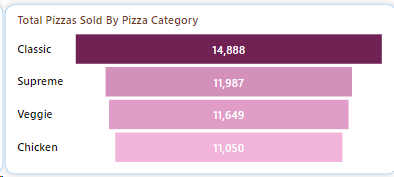 Total Pizzas Sold By Pizza Category
Classic 14,888
Supreme 11,987
Veggie 11,649
Chicken 11,050